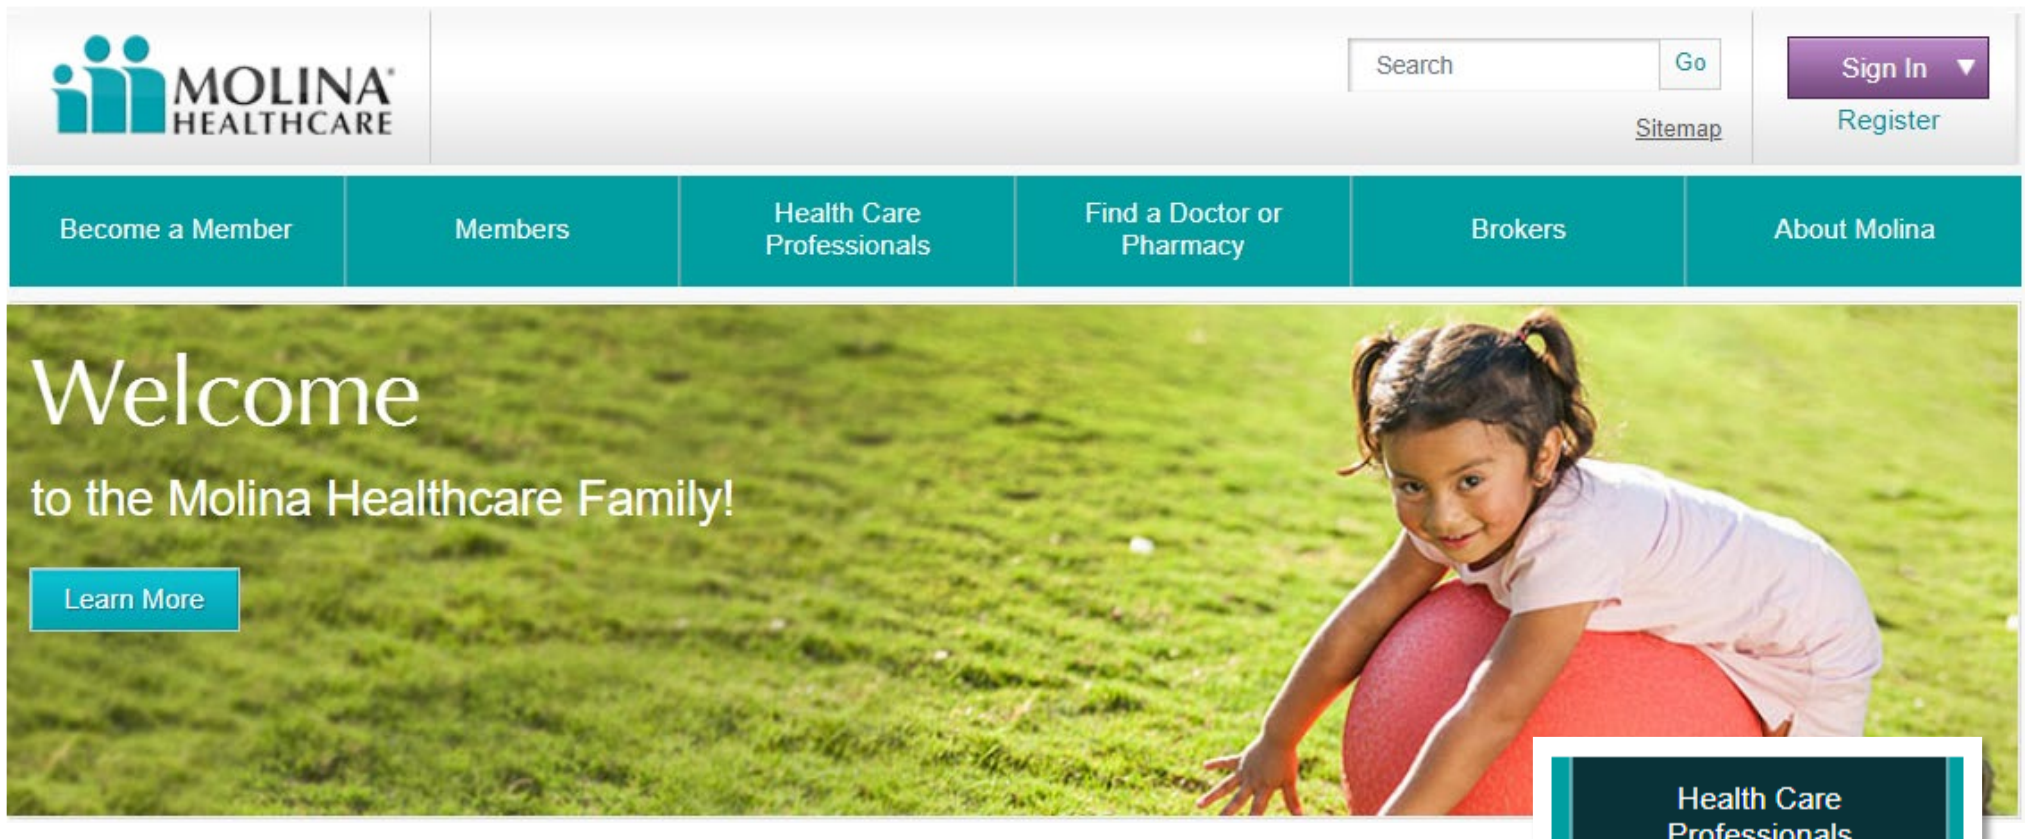 MOLINA®
HEALTHCARE
Search
Go
Sign In
Sitemap
Register
Become a Member
Members
Health Care
Professionals
Find a Doctor or
Pharmacy
Brokers
About Molina
Welcome
to the Molina Healthcare Family!
Learn More
Health Care
Professionals